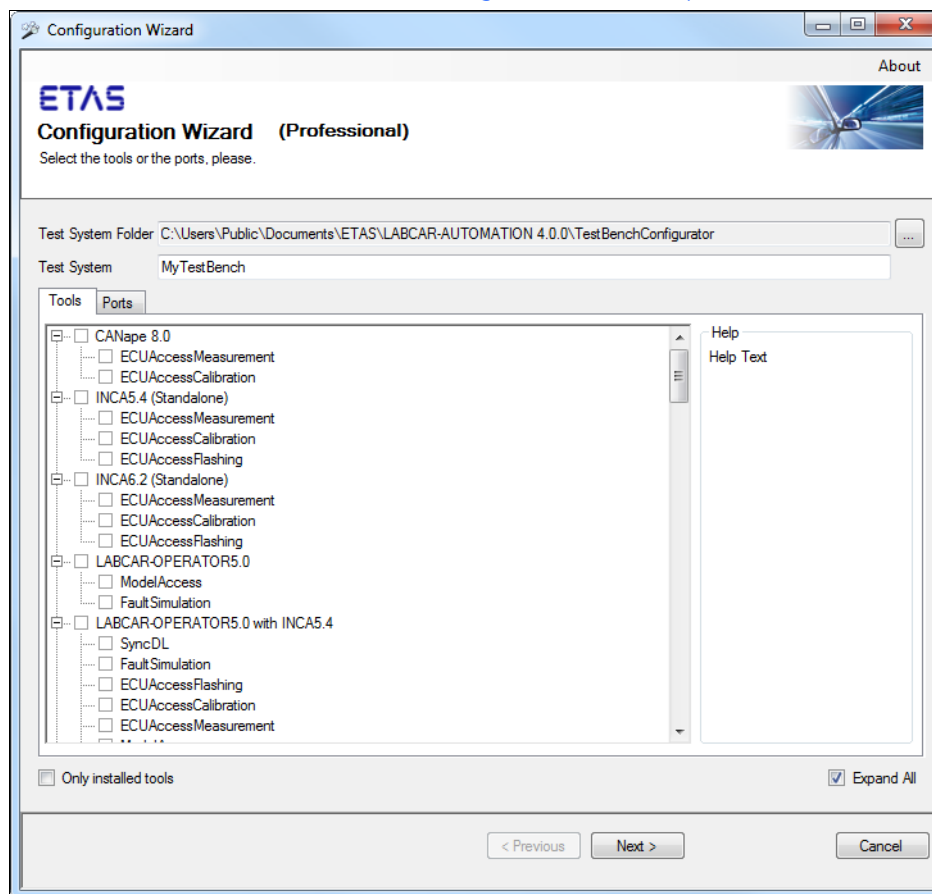 Configuration Wizard
About
ETAS
Configuration Wizard (Professional)
Select the tools or the ports, please.
Test System Folder C:\Users\Public\Documents\ETAS\LABCAR-AUTOMATION 4.0.0\TestBenchConfigurator ...
Test System MyTestBench
Tools Ports
CANape 8.0
ECUAccessMeasurement
ECUAccessCalibration
INCA5.4 (Standalone)
ECUAccessMeasurement
ECUAccessCalibration
ECUAccessFlashing
INCA6.2 (Standalone)
ECUAccessMeasurement
ECUAccessCalibration
ECUAccessFlashing
LABCAR-OPERATOR5.0
ModelAccess
FaultSimulation
LABCAR-OPERATOR5.0 with INCA5.4
SyncDL
FaultSimulation
ECUAccessFlashing
ECUAccessCalibration
ECUAccessMeasurement
Help
Help Text
Only installed tools
Expand All
< Previous Next > Cancel